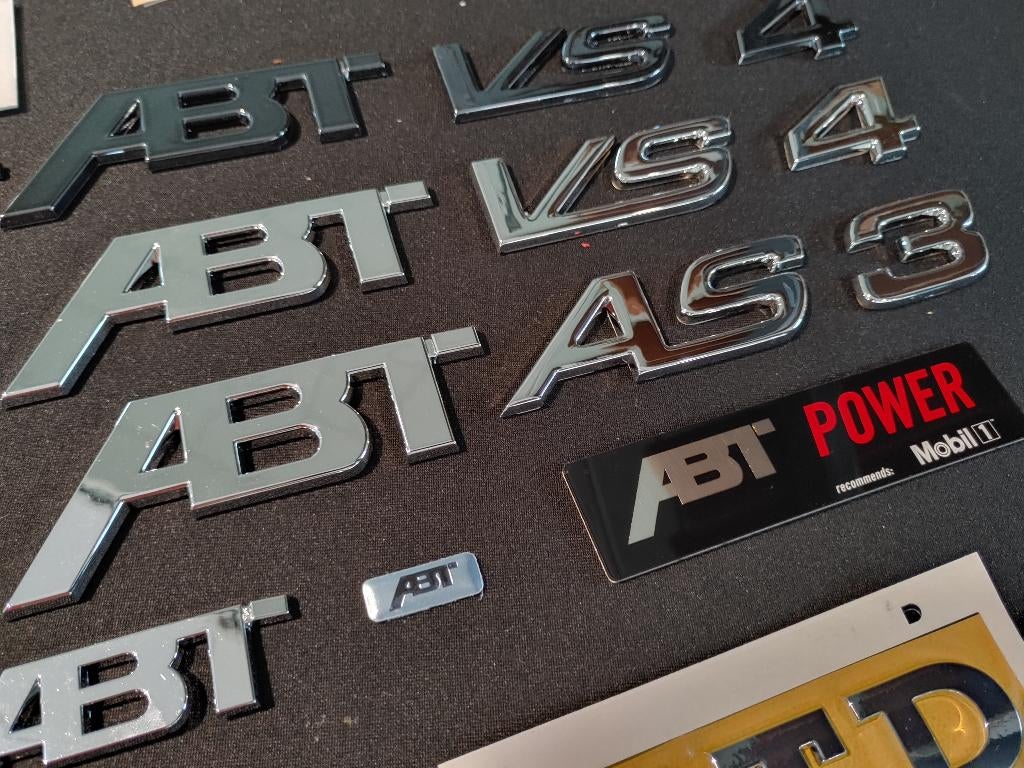 ABT VS 4
ABT VS 4
ABT AS 3
ABT POWER
recommends: Mobil 1
ABT
ABT